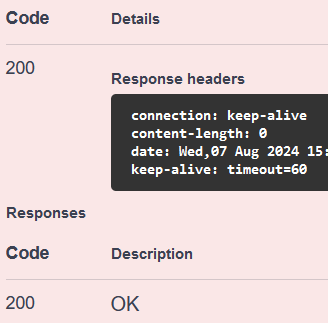 Code Details
200
Response headers
connection: keep-alive
content-length: 0
date: Wed,07 Aug 2024 15:
keep-alive: timeout=60
Responses
Code Description
200 OK